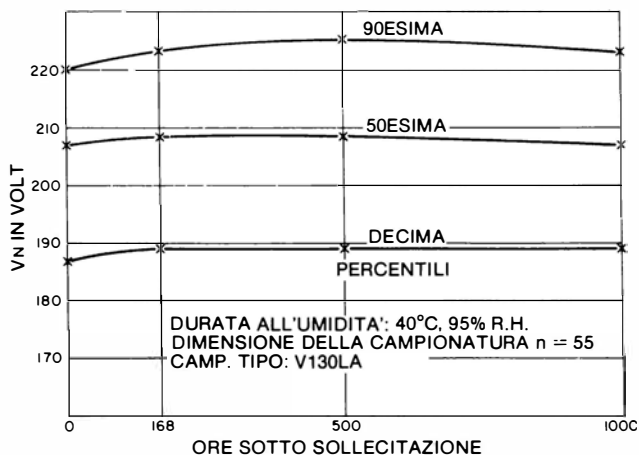 90ESIMA
220
50ESIMA
210
VN IN VOLT
200
DECIMA
190
PERCENTILI
180
DURATA ALL'UMIDITA': 40°C, 95% R.H.
DIMENSIONE DELLA CAMPIONATURA n = 55
CAMP. TIPO: V130LA
170
0 168 500 1000
ORE SOTTO SOLLECITAZIONE